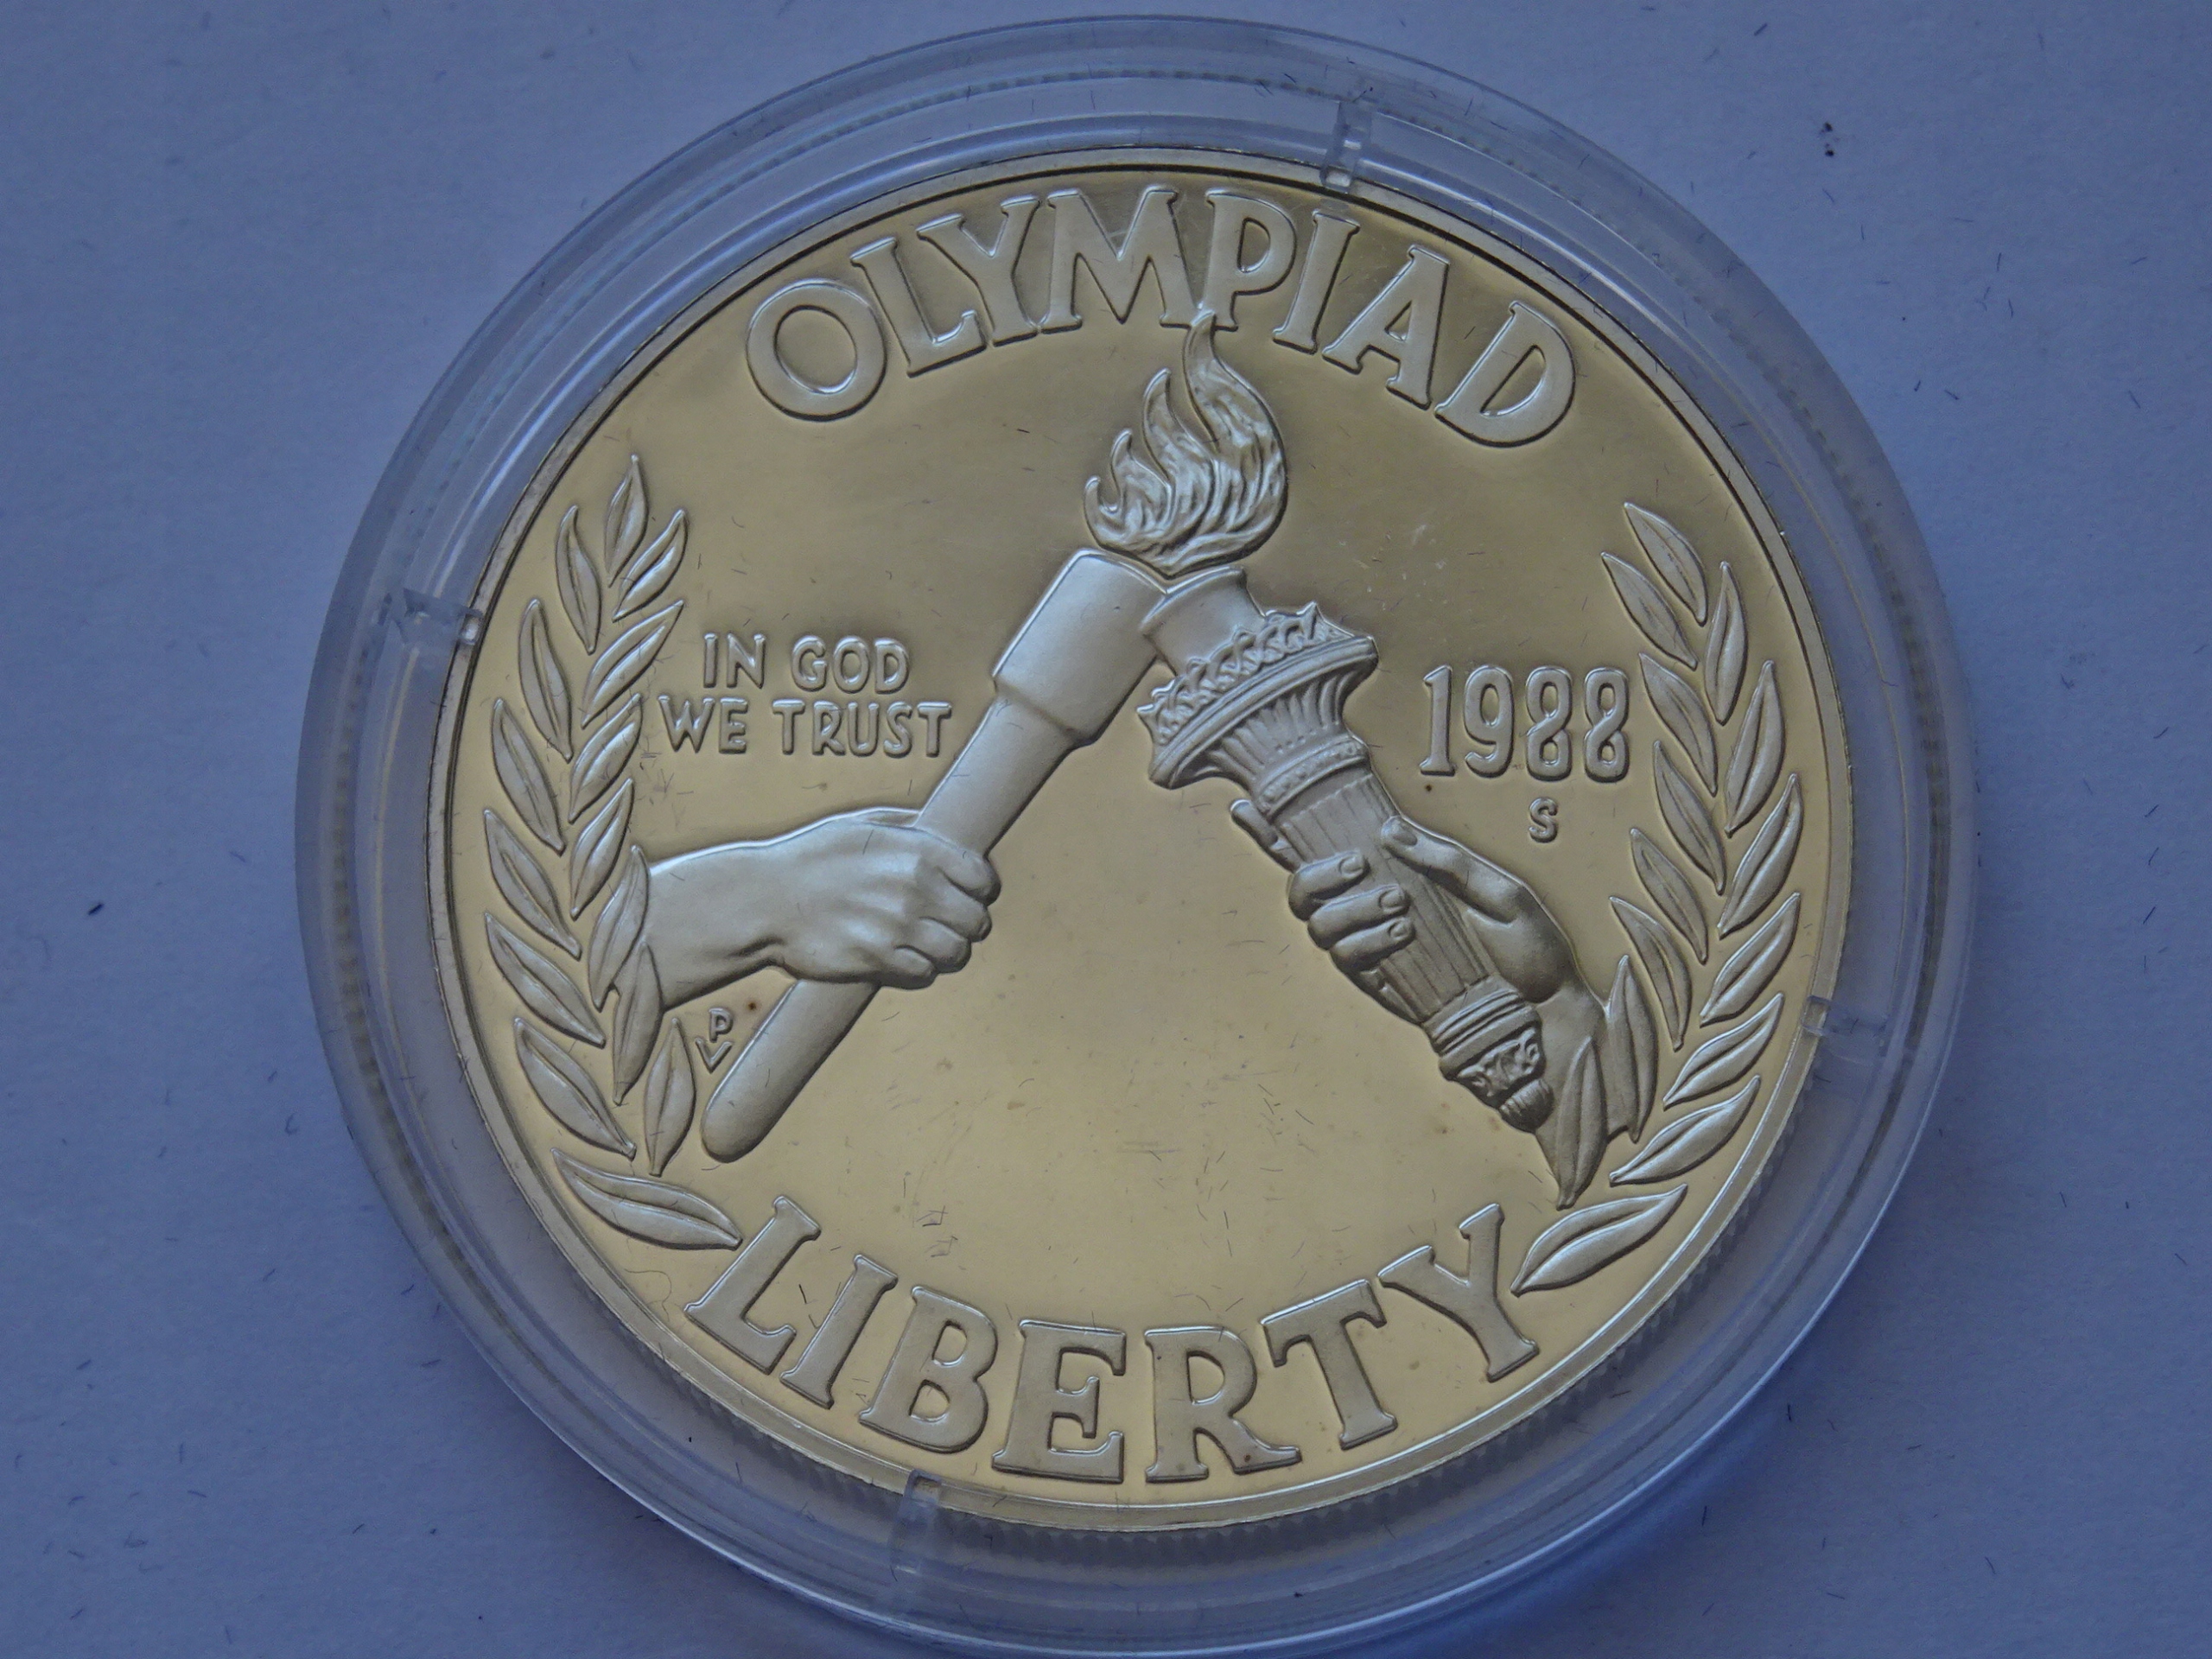 OLYMPIAD
IN GOD
WE TRUST
1988
S
P
V
LIBERTY